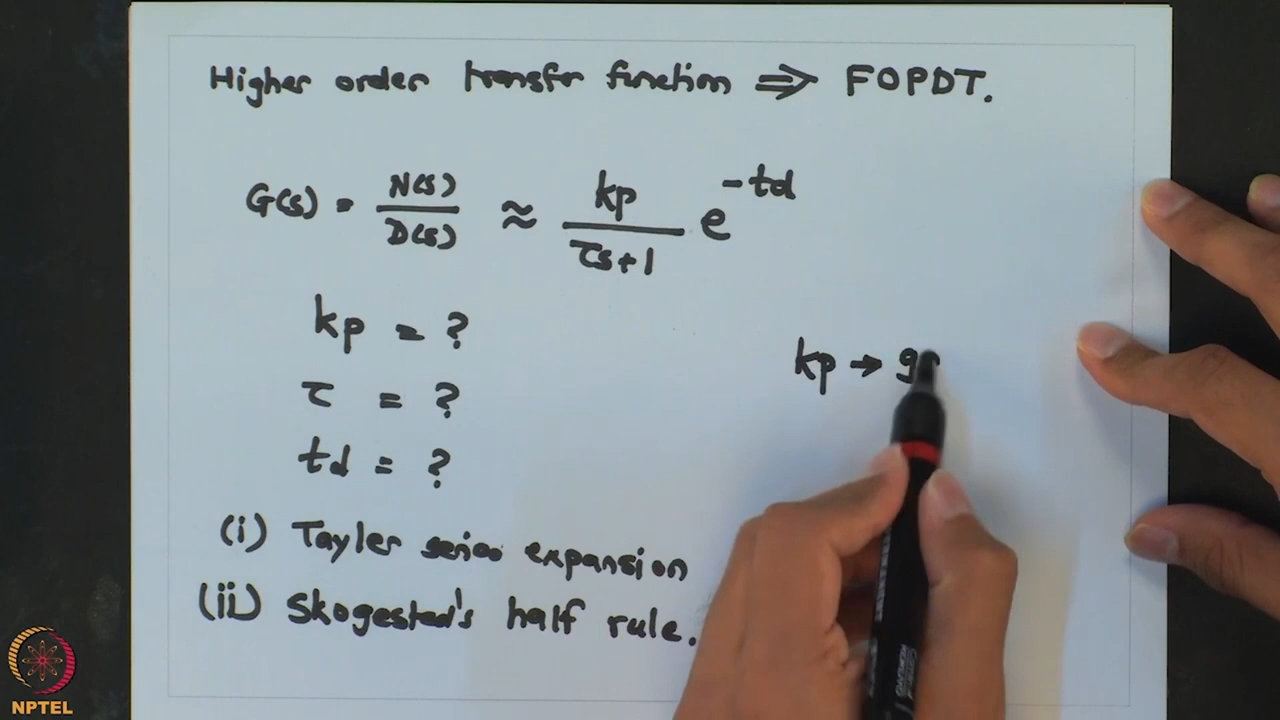 Higher order transfer function ⇒ FOPDT.
G(s) = N(s)/D(s) ≈ kp/(τs+1) e^(-td)
kp = ?
kp →
τ = ?
td = ?
(i) Tayler series expansion
(ii) Skogestad's half rule.
NPTEL